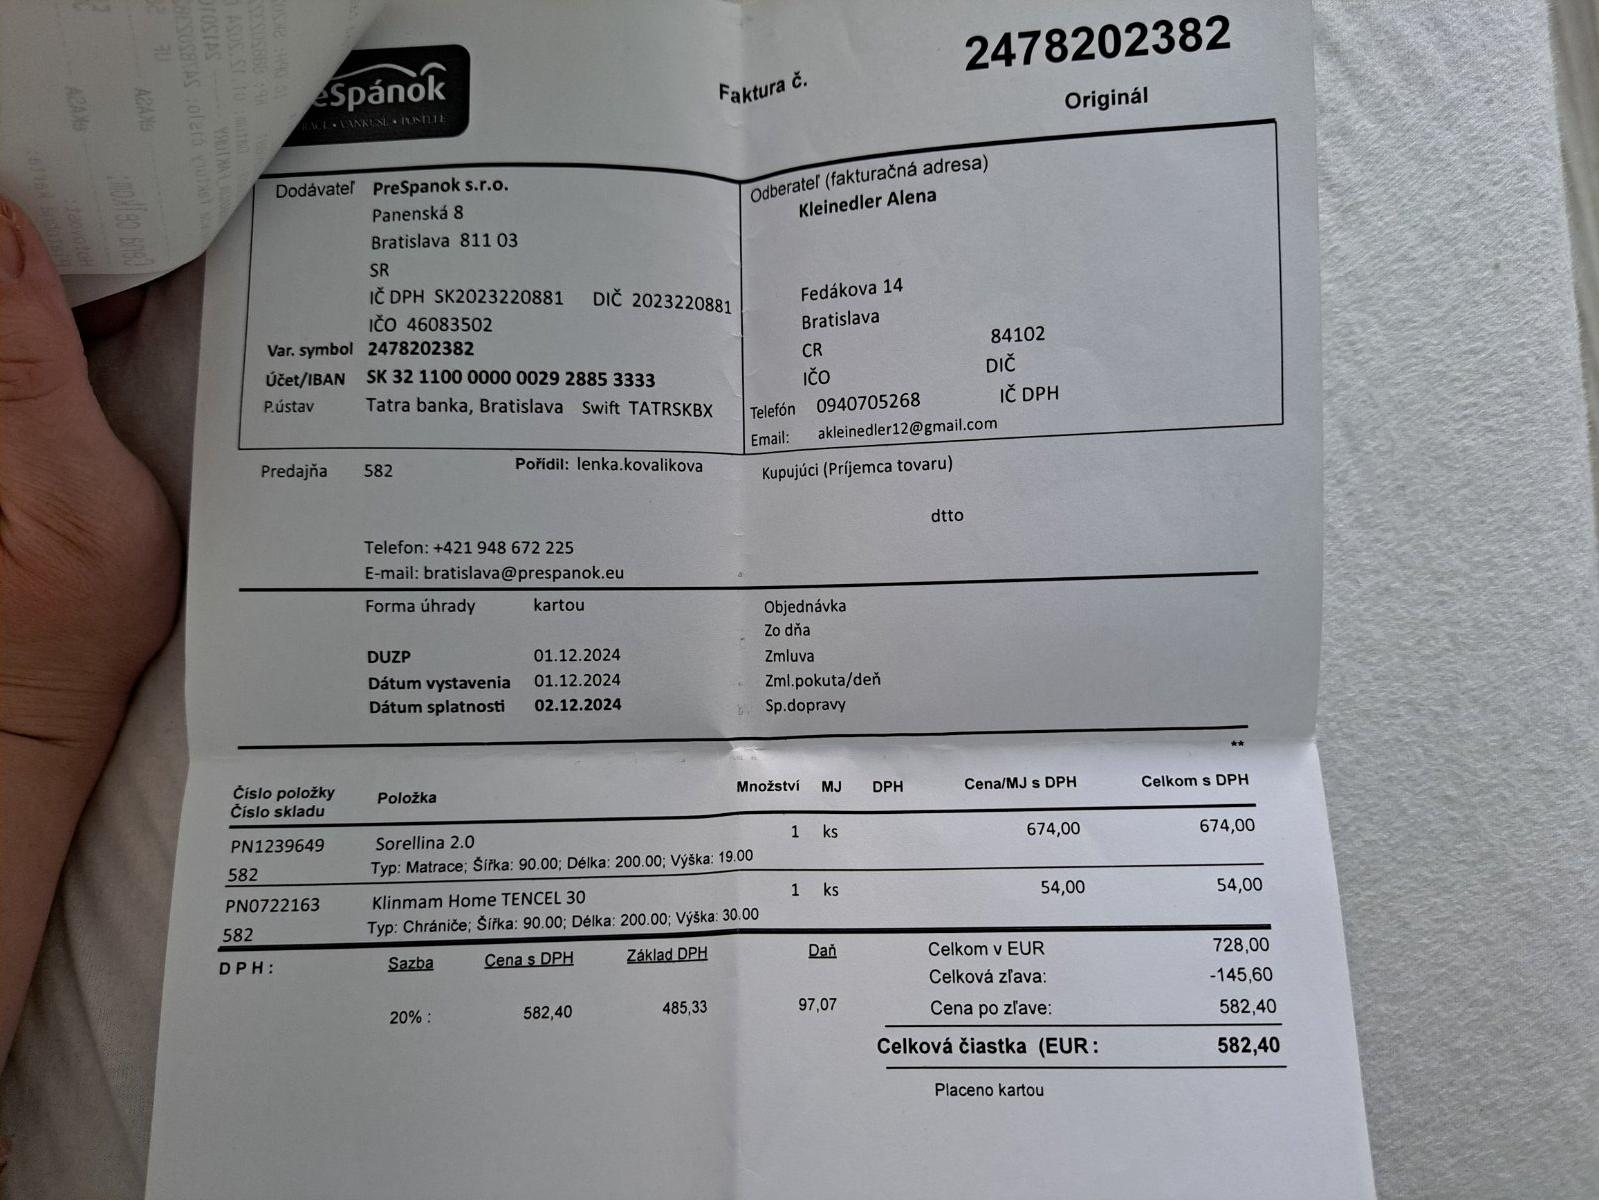 Spánok
VANKÚŠE • POSTELE
Faktura č.
2478202382
Originál
Dodávateľ PreSpanok s.r.o.
Panenská 8
Bratislava 811 03
SR
IČ DPH SK2023220881 DIČ 2023220881
IČO 46083502
Var. symbol 2478202382
Účet/IBAN SK 32 1100 0000 0029 2885 3333
P.ústav Tatra banka, Bratislava Swift TATRSKBX
Odberateľ (fakturačná adresa)
Kleinedler Alena
Fedákova 14
Bratislava
CR 84102
IČO DIČ
Telefón 0940705268 IČ DPH
Email: akleinedler12@gmail.com
Predajňa 582 Pořídil: lenka.kovalikova
Kupujúci (Príjemca tovaru)
dtto
Telefon: +421 948 672 225
E-mail: bratislava@prespanok.eu
Forma úhrady kartou
DUZP 01.12.2024
Dátum vystavenia 01.12.2024
Dátum splatnosti 02.12.2024
Objednávka
Zo dňa
Zmluva
Zml.pokuta/deň
Sp.dopravy
**
Číslo položky Položka Množství MJ DPH Cena/MJ s DPH Celkom s DPH
Číslo skladu
PN1239649 Sorellina 2.0 1 ks 674,00 674,00
582 Typ: Matrace; Šířka: 90.00; Délka: 200.00; Výška: 19.00
PN0722163 Klinmam Home TENCEL 30 1 ks 54,00 54,00
582 Typ: Chrániče; Šířka: 90.00; Délka: 200.00; Výška: 30.00
DPH: Sazba Cena s DPH Základ DPH Daň
20% : 582,40 485,33 97,07
Celkom v EUR 728,00
Celková zľava: -145,60
Cena po zľave: 582,40
Celková čiastka (EUR : 582,40
Placeno kartou